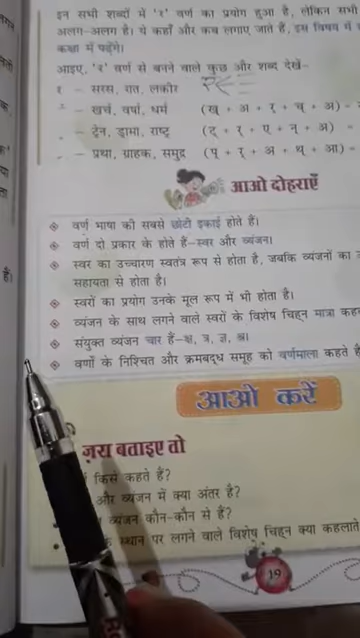 इन सभी शब्दों में 'र' वर्ण का प्रयोग हुआ है, लेकिन सभी
अलग-अलग है। ये कहाँ और कब लगाए जाते हैं, इस विषय में
कक्षा में पढ़ेंगे।
आइए, 'र' वर्ण से बनने वाले कुछ और शब्द देखें-
र - सरस, रात, लकीर
- खर्च, वर्षा, धर्म (ख् + अ + र् + च् + अ) =
- ट्रेन, ड्रामा, राष्ट्र (ट् + र् + ए + न् + अ) =
- प्रथा, ग्राहक, समुद्र (प् + र् + अ + थ् + आ) =
आओ दोहराएँ
वर्ण भाषा की सबसे छोटी इकाई होते हैं।
वर्ण दो प्रकार के होते हैं-स्वर और व्यंजन।
स्वर का उच्चारण स्वतंत्र रूप से होता है, जबकि व्यंजनों का
सहायता से होता है।
स्वरों का प्रयोग उनके मूल रूप में भी होता है।
व्यंजन के साथ लगने वाले स्वरों के विशेष चिह्न मात्रा
संयुक्त व्यंजन चार हैं-क्ष, त्र, ज्ञ, श्र।
वर्णों के निश्चित और क्रमबद्ध समूह को वर्णमाला कहते
आओ करें
ज़रा बताइए तो
किसे कहते हैं?
और व्यंजन में क्या अंतर है?
व्यंजन कौन-कौन से हैं?
के स्थान पर लगने वाले विशेष चिह्न क्या कहलाते
19